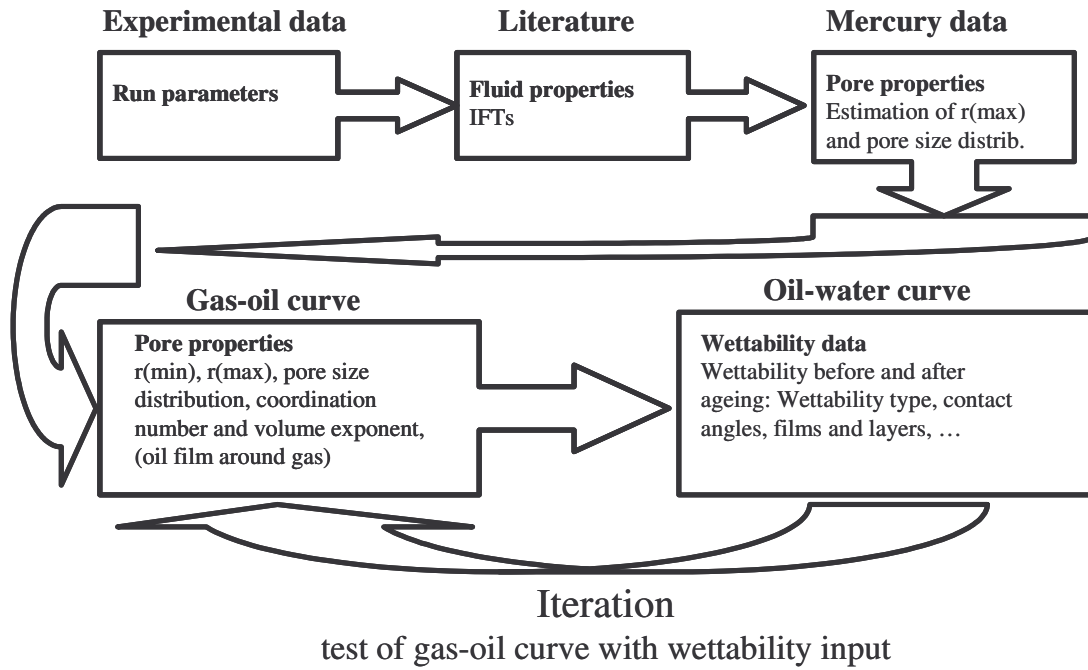 Experimental data
Literature
Mercury data
Run parameters
Fluid properties
IFTs
Pore properties
Estimation of r(max)
and pore size distrib.
Gas-oil curve
Oil-water curve
Pore properties
r(min), r(max), pore size
distribution, coordination
number and volume exponent,
(oil film around gas)
Wettability data
Wettability before and after
ageing: Wettability type, contact
angles, films and layers, …
Iteration
test of gas-oil curve with wettability input